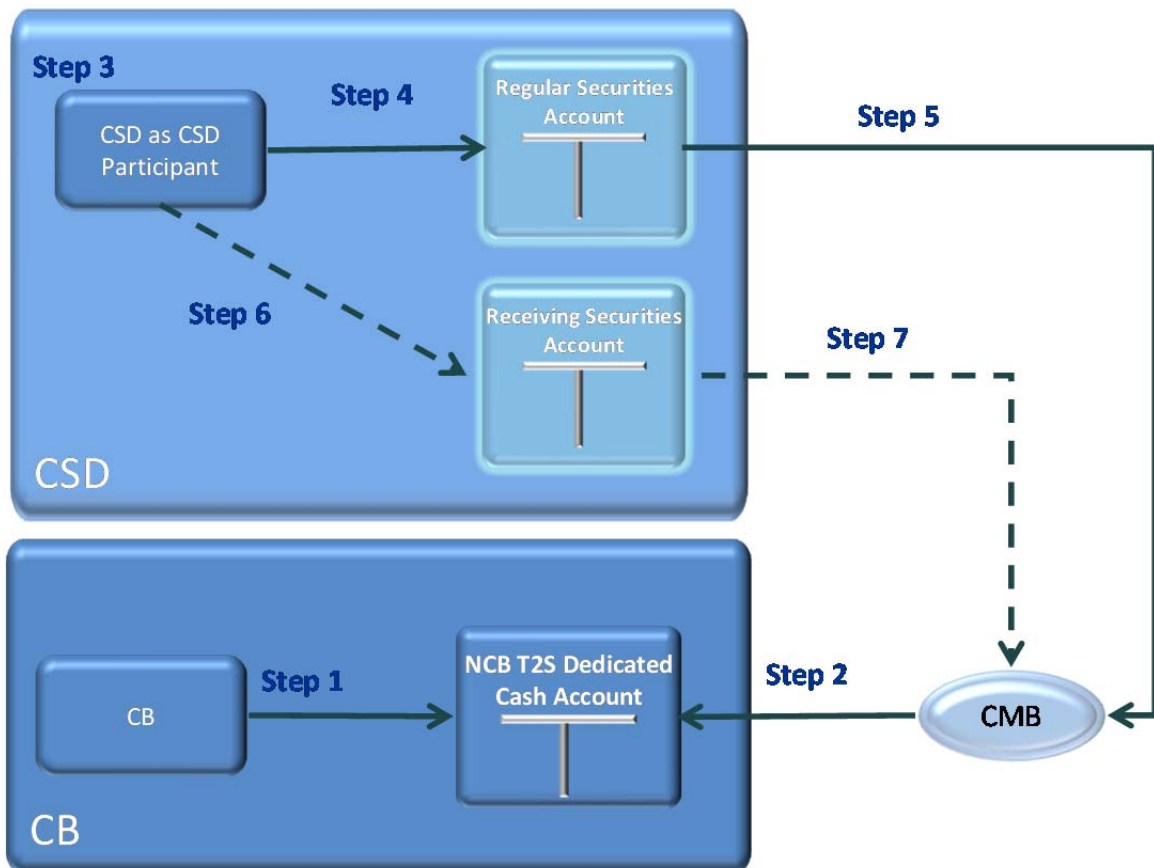 Step 3
CSD as CSD
Participant
Step 4
Regular Securities
Account
Step 5
Step 6
Receiving Securities
Account
Step 7
CSD
CB
Step 1
NCB T2S Dedicated
Cash Account
Step 2
CMB
CB